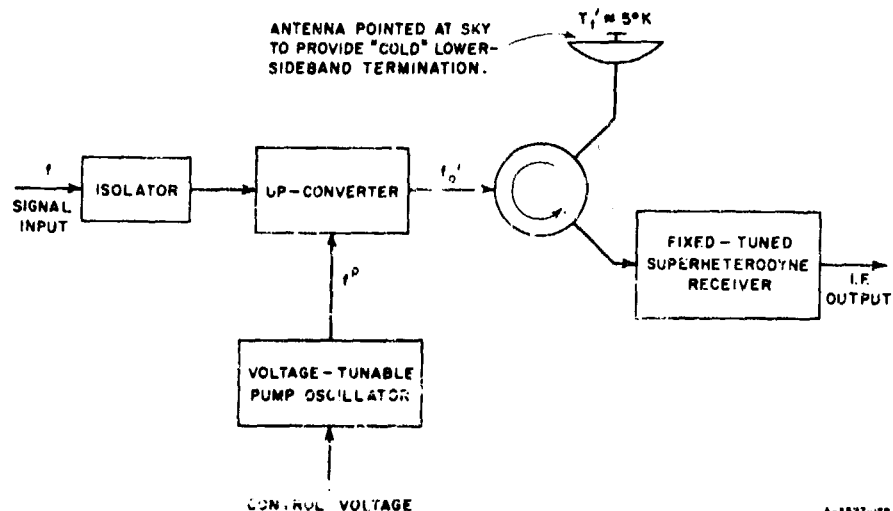 ANTENNA POINTED AT SKY
TO PROVIDE "COLD" LOWER-
SIDEBAND TERMINATION.
T₁' ≈ 5°K
f
SIGNAL
INPUT
ISOLATOR
UP-CONVERTER
f₀'
FIXED-TUNED
SUPERHETERODYNE
RECEIVER
I.F.
OUTPUT
fᵖ
VOLTAGE-TUNABLE
PUMP OSCILLATOR
CONTROL VOLTAGE